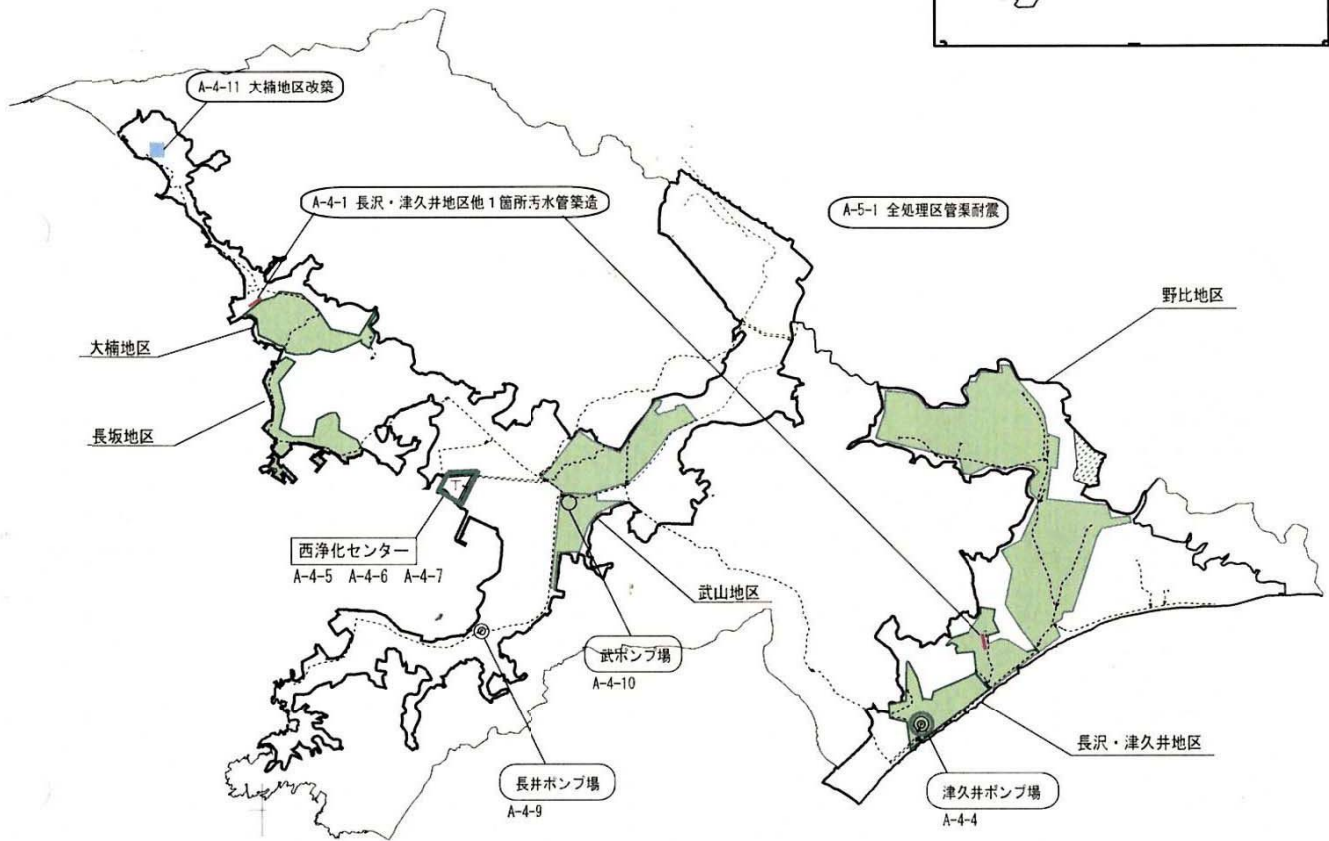 A-4-11 大楠地区改築
A-4-1 長沢・津久井地区他1箇所汚水管築造
A-5-1 全処理区管渠耐震
野比地区
大楠地区
長坂地区
西浄化センター
A-4-5 A-4-6 A-4-7
武山地区
武ポンプ場
A-4-10
長沢・津久井地区
長井ポンプ場
A-4-9
津久井ポンプ場
A-4-4
T